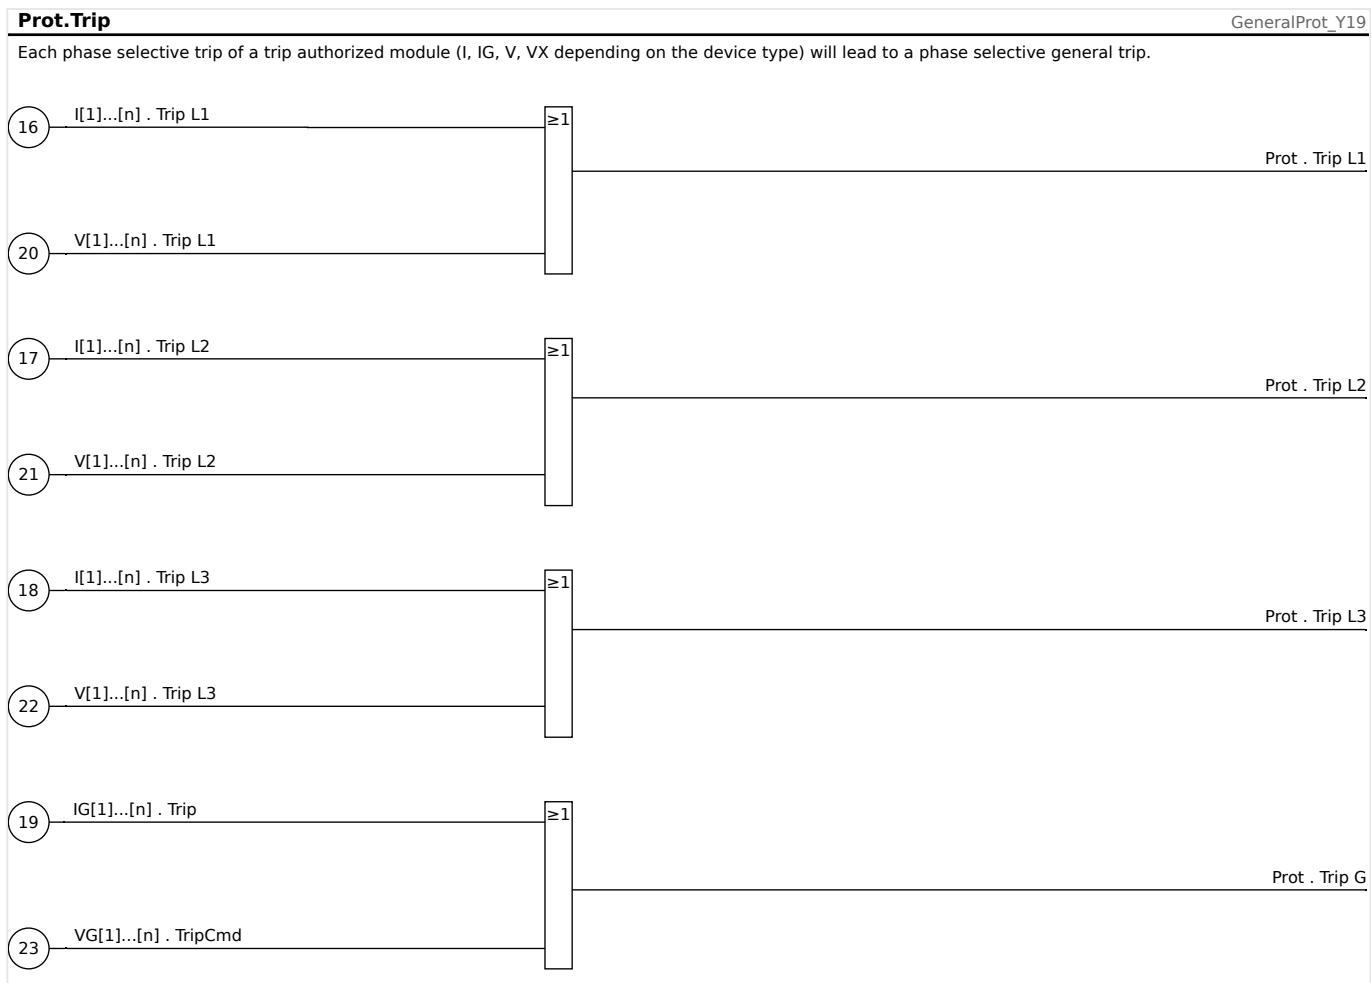 Prot.Trip
GeneralProt_Y19
Each phase selective trip of a trip authorized module (I, IG, V, VX depending on the device type) will lead to a phase selective general trip.
16
I[1]...[n] . Trip L1
≥1
Prot . Trip L1
20
V[1]...[n] . Trip L1
17
I[1]...[n] . Trip L2
≥1
Prot . Trip L2
21
V[1]...[n] . Trip L2
18
I[1]...[n] . Trip L3
≥1
Prot . Trip L3
22
V[1]...[n] . Trip L3
19
IG[1]...[n] . Trip
≥1
Prot . Trip G
23
VG[1]...[n] . TripCmd